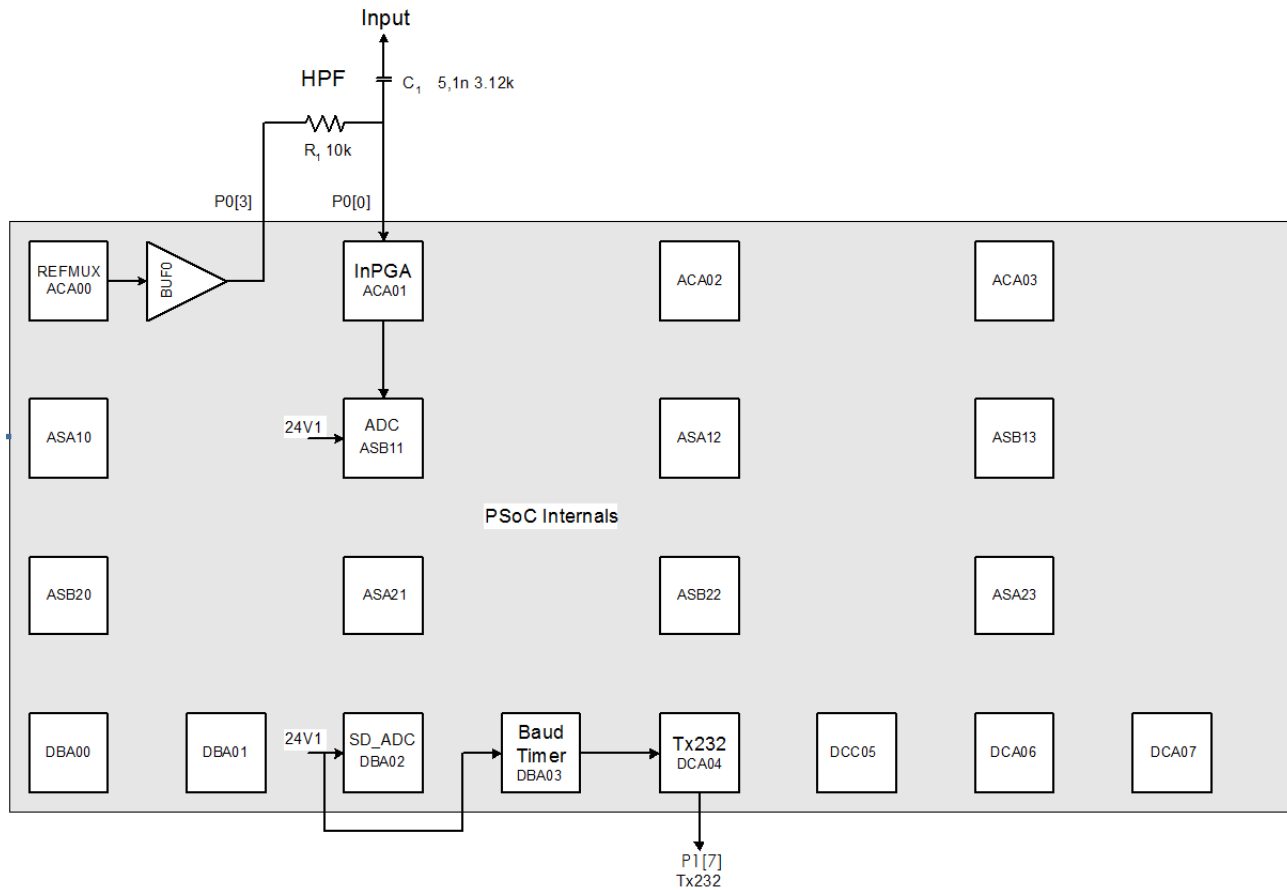 Input
HPF
C1 5,1n 3.12k
R1 10k
P0[3]
P0[0]
REFMUX
ACA00
BUF0
InPGA
ACA01
ACA02
ACA03
ASA10
24V1
ADC
ASB11
ASA12
ASB13
PSoC Internals
ASB20
ASA21
ASB22
ASA23
DBA00
DBA01
24V1
SD_ADC
DBA02
Baud
Timer
DBA03
Tx232
DCA04
DCC05
DCA06
DCA07
P1[7]
Tx232